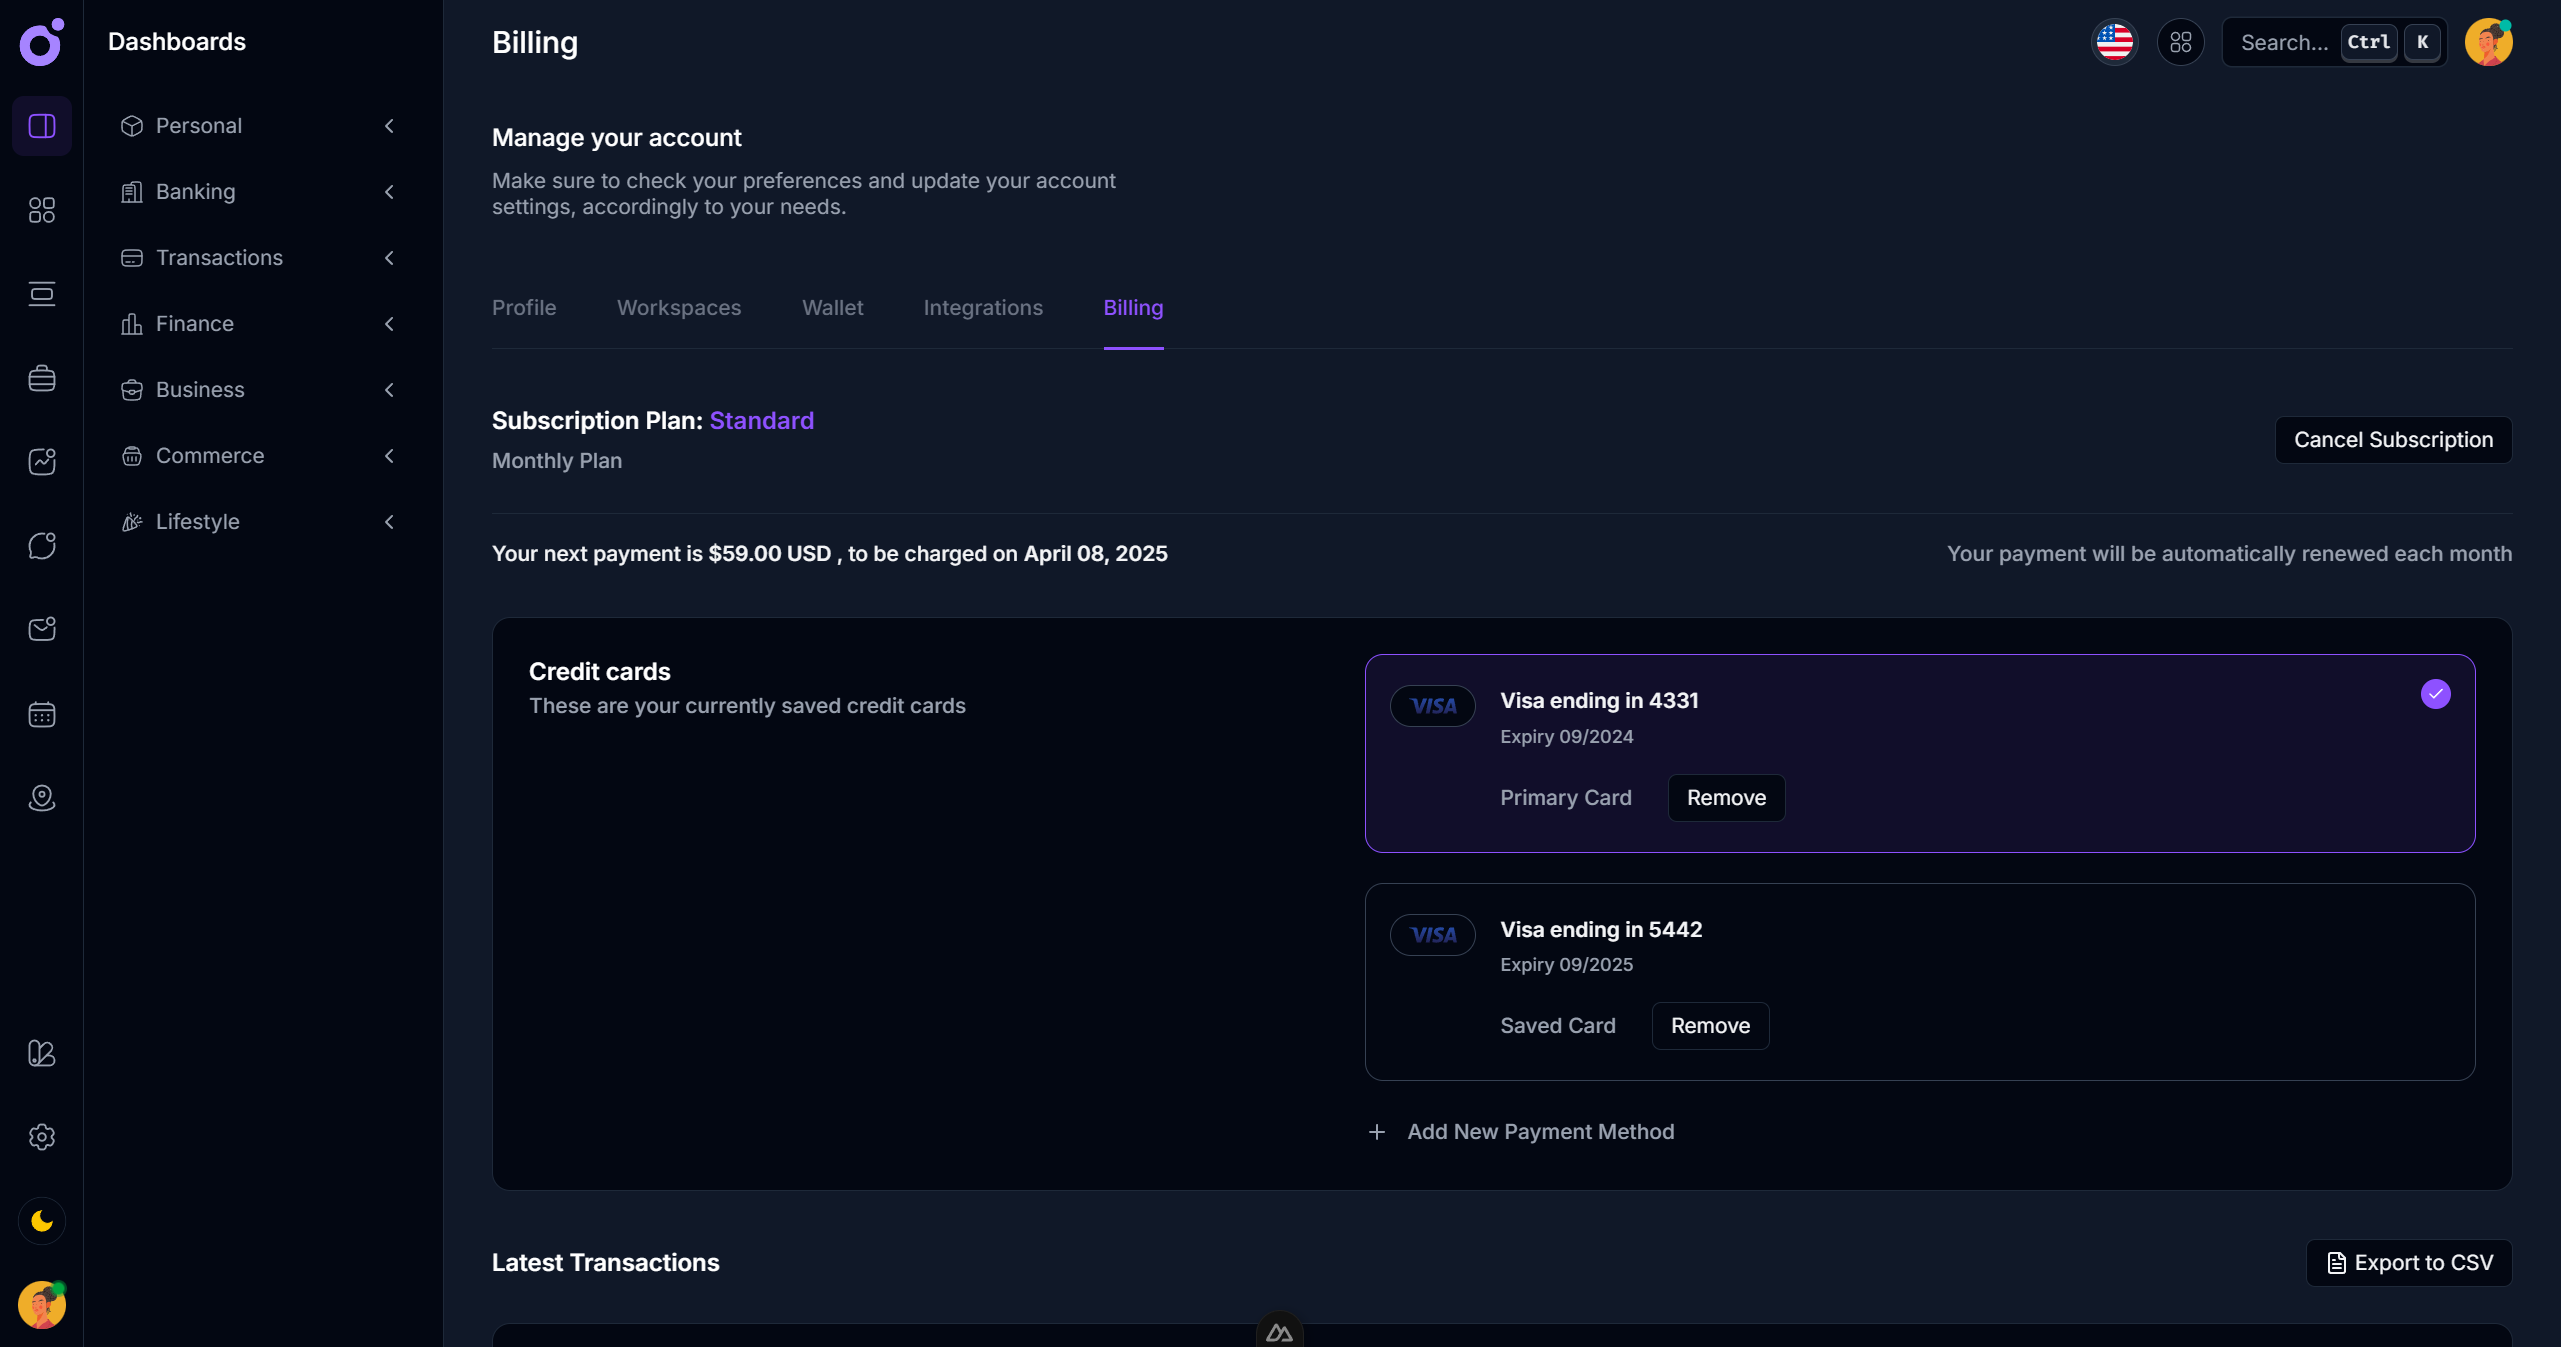 Dashboards
Personal
Banking
Transactions
Finance
Business
Commerce
Lifestyle
Billing
Search...
Ctrl
K
Manage your account
Make sure to check your preferences and update your account
settings, accordingly to your needs.
Profile
Workspaces
Wallet
Integrations
Billing
Subscription Plan: Standard
Monthly Plan
Cancel Subscription
Your next payment is $59.00 USD , to be charged on April 08, 2025
Your payment will be automatically renewed each month
Credit cards
These are your currently saved credit cards
VISA
Visa ending in 4331
Expiry 09/2024
Primary Card
Remove
VISA
Visa ending in 5442
Expiry 09/2025
Saved Card
Remove
Add New Payment Method
Latest Transactions
Export to CSV